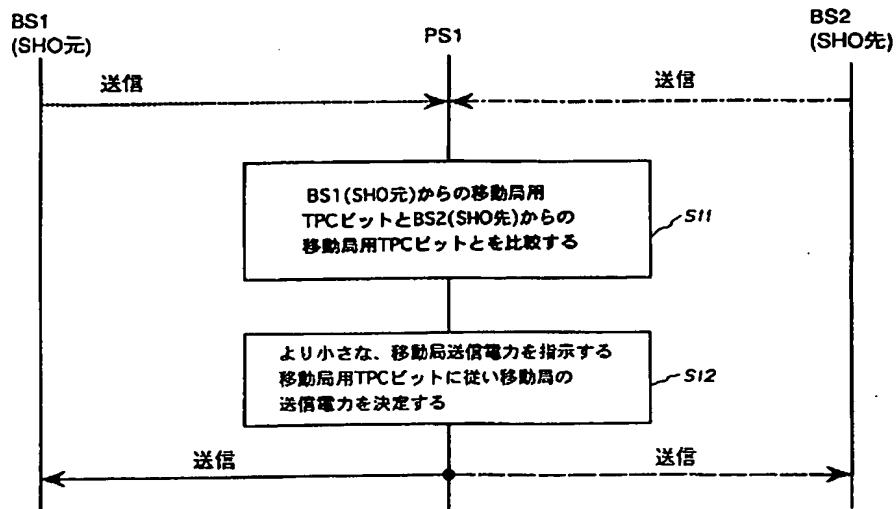 BS1
(SHO元)
PS1
BS2
(SHO先)
送信
送信
BS1(SHO元)からの移動局用
TPCビットとBS2(SHO先)からの
移動局用TPCビットとを比較する
S11
より小さな、移動局送信電力を指示する
移動局用TPCビットに従い移動局の
送信電力を決定する
S12
送信
送信